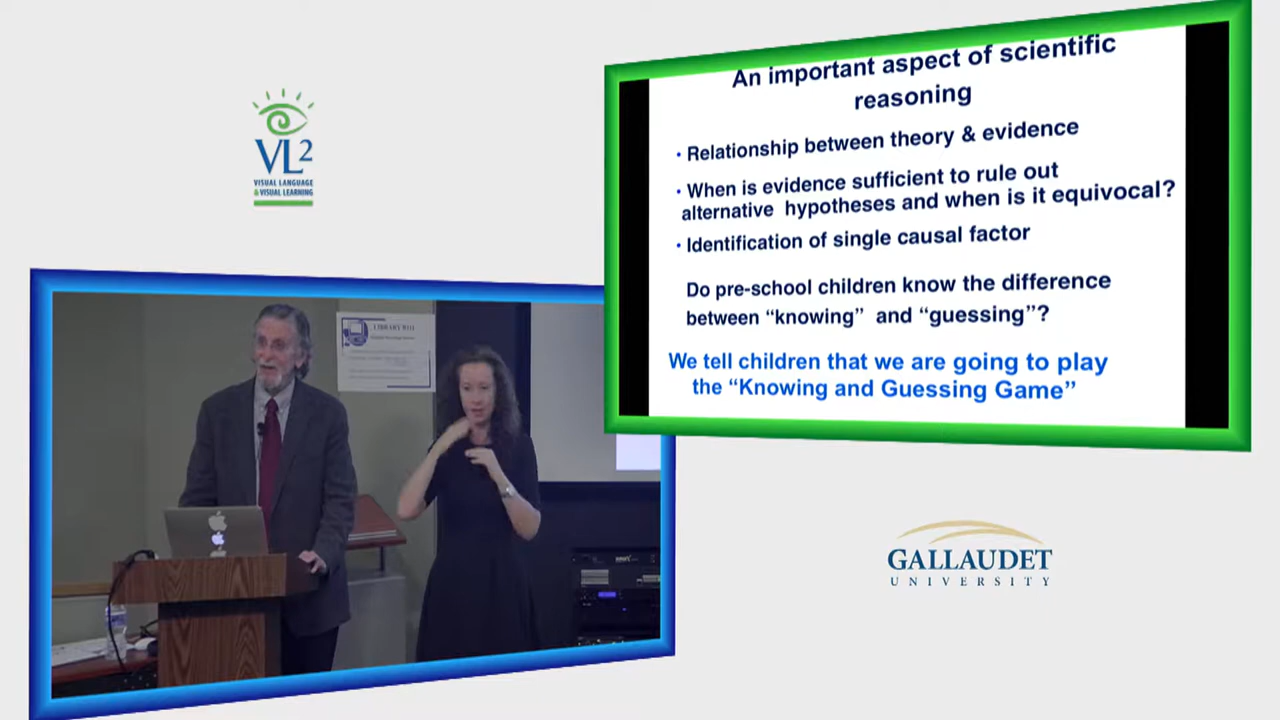 VL2
VISUAL LANGUAGE
& VISUAL LEARNING
An important aspect of scientific
reasoning
• Relationship between theory & evidence
• When is evidence sufficient to rule out
alternative hypotheses and when is it equivocal?
• Identification of single causal factor
Do pre-school children know the difference
between “knowing” and “guessing”?
We tell children that we are going to play
the “Knowing and Guessing Game”
LIBRARY B111
GALLAUDET
UNIVERSITY